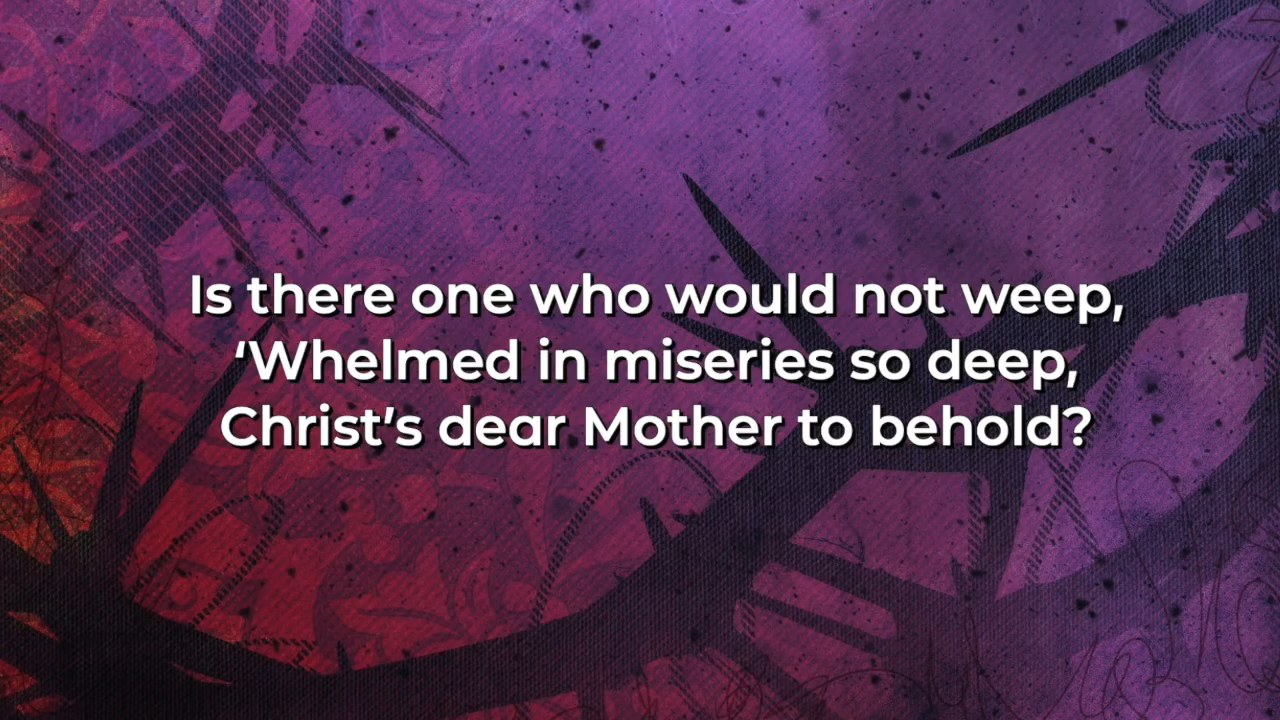 Is there one who would not weep,
‘Whelmed in miseries so deep,
Christ's dear Mother to behold?